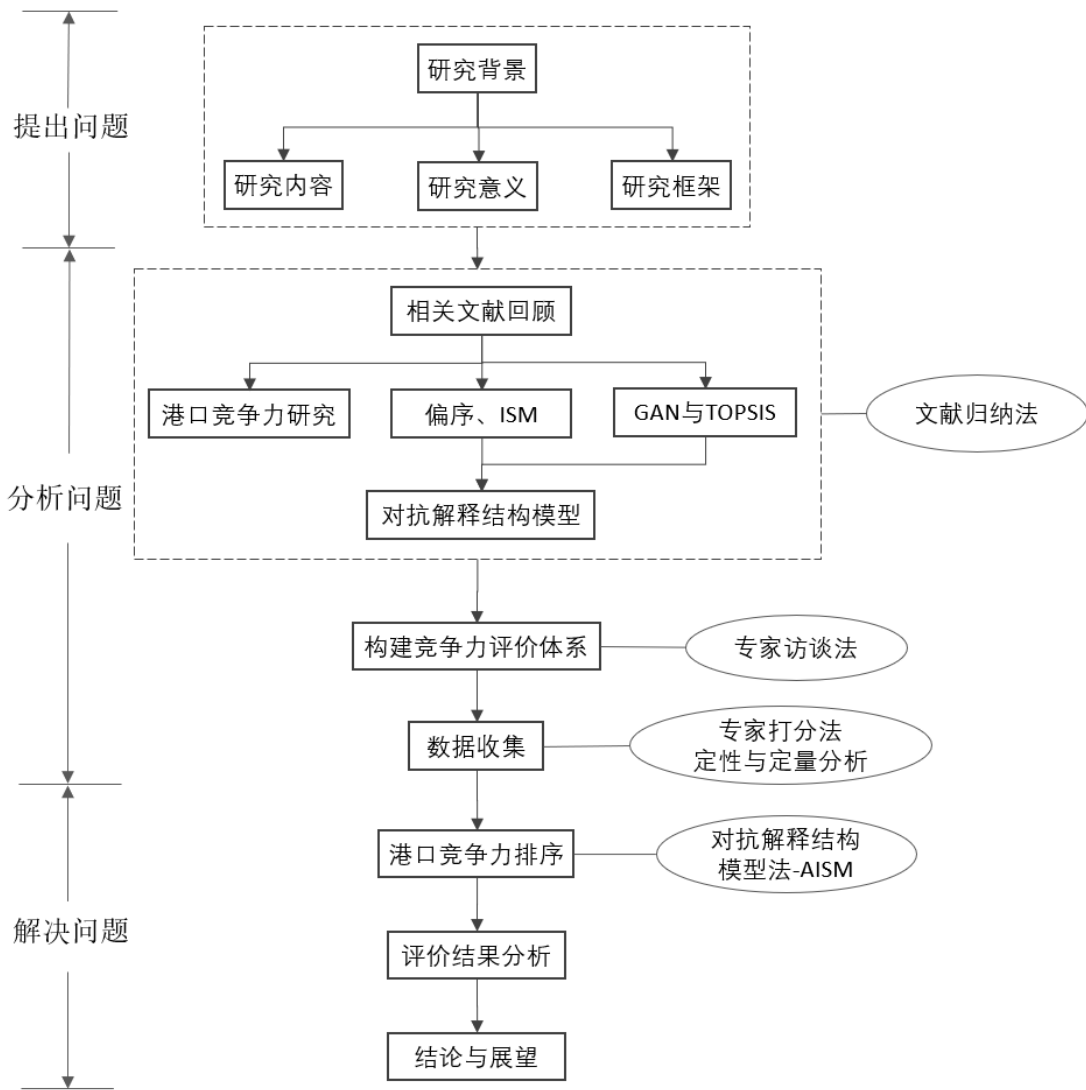 研究背景
提出问题
研究内容
研究意义
研究框架
相关文献回顾
港口竞争力研究
偏序、ISM
GAN与TOPSIS
文献归纳法
分析问题
对抗解释结构模型
构建竞争力评价体系
专家访谈法
数据收集
专家打分法
定性与定量分析
港口竞争力排序
对抗解释结构
模型法-AISM
解决问题
评价结果分析
结论与展望